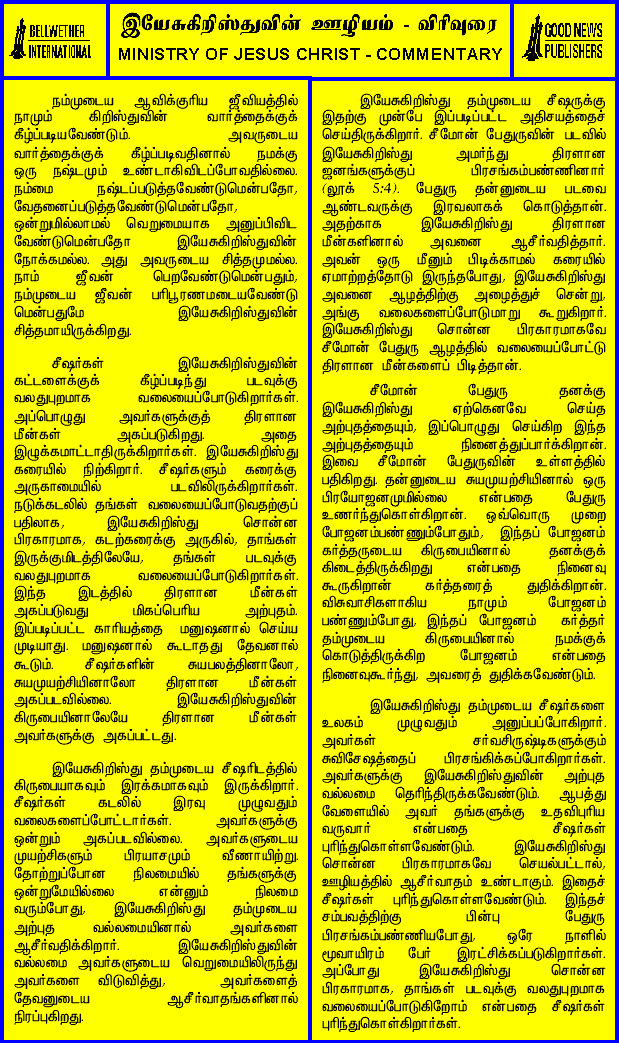 BELLWETHER
INTERNATIONAL
இயேசுகிறிஸ்துவின் ஊழியம் - விரிவுரை
MINISTRY OF JESUS CHRIST - COMMENTARY
GOOD NEWS
PUBLISHERS
நம்முடைய ஆவிக்குரிய ஜீவியத்தில்
நாமும் கிறிஸ்துவின் வார்த்தைக்குக்
கீழ்ப்படியவேண்டும். அவருடைய
வார்த்தைக்குக் கீழ்ப்படிவதினால் நமக்கு
ஒரு நஷ்டமும் உண்டாகிவிடப்போவதில்லை.
நம்மை நஷ்டப்படுத்தவேண்டுமென்பதோ,
வேதனைப்படுத்தவேண்டுமென்பதோ,
ஒன்றுமில்லாமல் வெறுமையாக அனுப்பிவிட
வேண்டுமென்பதோ இயேசுகிறிஸ்துவின்
நோக்கமல்ல. அது அவருடைய சித்தமுமல்ல.
நாம் ஜீவன் பெறவேண்டுமென்பதும்,
நம்முடைய ஜீவன் பரிபூரணமடையவேண்டு
மென்பதுமே இயேசுகிறிஸ்துவின்
சித்தமாயிருக்கிறது.
சீஷர்கள் இயேசுகிறிஸ்துவின்
கட்டளைக்குக் கீழ்ப்படிந்து படவுக்கு
வலதுபுறமாக வலையைப்போடுகிறார்கள்.
அப்பொழுது அவர்களுக்குத் திரளான
மீன்கள் அகப்படுகிறது. அதை
இழுக்கமாட்டாதிருக்கிறார்கள். இயேசுகிறிஸ்து
கரையில் நிற்கிறார். சீஷர்களும் கரைக்கு
அருகாமையில் படவிலிருக்கிறார்கள்.
நடுக்கடலில் தங்கள் வலையைப்போடுவதற்குப்
பதிலாக, இயேசுகிறிஸ்து சொன்ன
பிரகாரமாக, கடற்கரைக்கு அருகில், தாங்கள்
இருக்குமிடத்திலேயே, தங்கள் படவுக்கு
வலதுபுறமாக வலையைப்போடுகிறார்கள்.
இந்த இடத்தில் திரளான மீன்கள்
அகப்படுவது மிகப்பெரிய அற்புதம்.
இப்படிப்பட்ட காரியத்தை மனுஷனால் செய்ய
முடியாது. மனுஷனால் கூடாதது தேவனால்
கூடும். சீஷர்களின் சுயபலத்தினாலோ,
சுயமுயற்சியினாலோ திரளான மீன்கள்
அகப்படவில்லை. இயேசுகிறிஸ்துவின்
கிருபையினாலேயே திரளான மீன்கள்
அவர்களுக்கு அகப்பட்டது.
இயேசுகிறிஸ்து தம்முடைய சீஷரிடத்தில்
கிருபையாகவும் இரக்கமாகவும் இருக்கிறார்.
சீஷர்கள் கடலில் இரவு முழுவதும்
வலைகளைப்போட்டார்கள். அவர்களுக்கு
ஒன்றும் அகப்படவில்லை. அவர்களுடைய
முயற்சிகளும் பிரயாசமும் வீணாயிற்று.
தோற்றுப்போன நிலமையில் தங்களுக்கு
ஒன்றுமேயில்லை என்னும் நிலமை
வரும்போது, இயேசுகிறிஸ்து தம்முடைய
அற்புத வல்லமையினால் அவர்களை
ஆசீர்வதிக்கிறார். இயேசுகிறிஸ்துவின்
வல்லமை அவர்களுடைய வெறுமையிலிருந்து
அவர்களை விடுவித்து, அவர்களைத்
தேவனுடைய ஆசீர்வாதங்களினால்
நிரப்புகிறது.
இயேசுகிறிஸ்து தம்முடைய சீஷருக்கு
இதற்கு முன்பே இப்படிப்பட்ட அதிசயத்தைச்
செய்திருக்கிறார். சீமோன் பேதுருவின் படவில்
இயேசுகிறிஸ்து அமர்ந்து திரளான
ஜனங்களுக்குப் பிரசங்கம்பண்ணினார்
(லூக் 5:4). பேதுரு தன்னுடைய படவை
ஆண்டவருக்கு இரவலாகக் கொடுத்தான்.
அதற்காக இயேசுகிறிஸ்து திரளான
மீன்களினால் அவனை ஆசீர்வதித்தார்.
அவன் ஒரு மீனும் பிடிக்காமல் கரையில்
ஏமாற்றத்தோடு இருந்தபோது, இயேசுகிறிஸ்து
அவனை ஆழத்திற்கு அழைத்துச் சென்று,
அங்கு வலைகளைப்போடுமாறு கூறுகிறார்.
இயேசுகிறிஸ்து சொன்ன பிரகாரமாகவே
சீமோன் பேதுரு ஆழத்தில் வலையைப்போட்டு
திரளான மீன்களைப் பிடித்தான்.
சீமோன் பேதுரு தனக்கு
இயேசுகிறிஸ்து ஏற்கெனவே செய்த
அற்புதத்தையும், இப்பொழுது செய்கிற இந்த
அற்புதத்தையும் நினைத்துப்பார்க்கிறான்.
இவை சீமோன் பேதுருவின் உள்ளத்தில்
பதிகிறது. தன்னுடைய சுயமுயற்சியினால் ஒரு
பிரயோஜனமுமில்லை என்பதை பேதுரு
உணர்ந்துகொள்கிறான். ஒவ்வொரு முறை
போஜனம்பண்ணும்போதும், இந்தப் போஜனம்
கர்த்தருடைய கிருபையினால் தனக்குக்
கிடைத்திருக்கிறது என்பதை நினைவு
கூருகிறான் கர்த்தரைத் துதிக்கிறான்.
விசுவாசிகளாகிய நாமும் போஜனம்
பண்ணும்போது, இந்தப் போஜனம் கர்த்தர்
தம்முடைய கிருபையினால் நமக்குக்
கொடுத்திருக்கிற போஜனம் என்பதை
நினைவுகூர்ந்து, அவரைத் துதிக்கவேண்டும்.
இயேசுகிறிஸ்து தம்முடைய சீஷர்களை
உலகம் முழுவதும் அனுப்பப்போகிறார்.
அவர்கள் சர்வசிருஷ்டிகளுக்கும்
சுவிசேஷத்தைப் பிரசங்கிக்கப்போகிறார்கள்.
அவர்களுக்கு இயேசுகிறிஸ்துவின் அற்புத
வல்லமை தெரிந்திருக்கவேண்டும். ஆபத்து
வேளையில் அவர் தங்களுக்கு உதவிபுரிய
வருவார் என்பதை சீஷர்கள்
புரிந்துகொள்ளவேண்டும். இயேசுகிறிஸ்து
சொன்ன பிரகாரமாகவே செயல்பட்டால்,
ஊழியத்தில் ஆசீர்வாதம் உண்டாகும். இதைச்
சீஷர்கள் புரிந்துகொள்ளவேண்டும். இந்தச்
சம்பவத்திற்கு பின்பு பேதுரு
பிரசங்கம்பண்ணியபோது, ஒரே நாளில்
மூவாயிரம் பேர் இரட்சிக்கப்படுகிறார்கள்.
அப்போது இயேசுகிறிஸ்து சொன்ன
பிரகாரமாக, தாங்கள் படவுக்கு வலதுபுறமாக
வலையைப்போடுகிறோம் என்பதை சீஷர்கள்
புரிந்துகொள்கிறார்கள்.